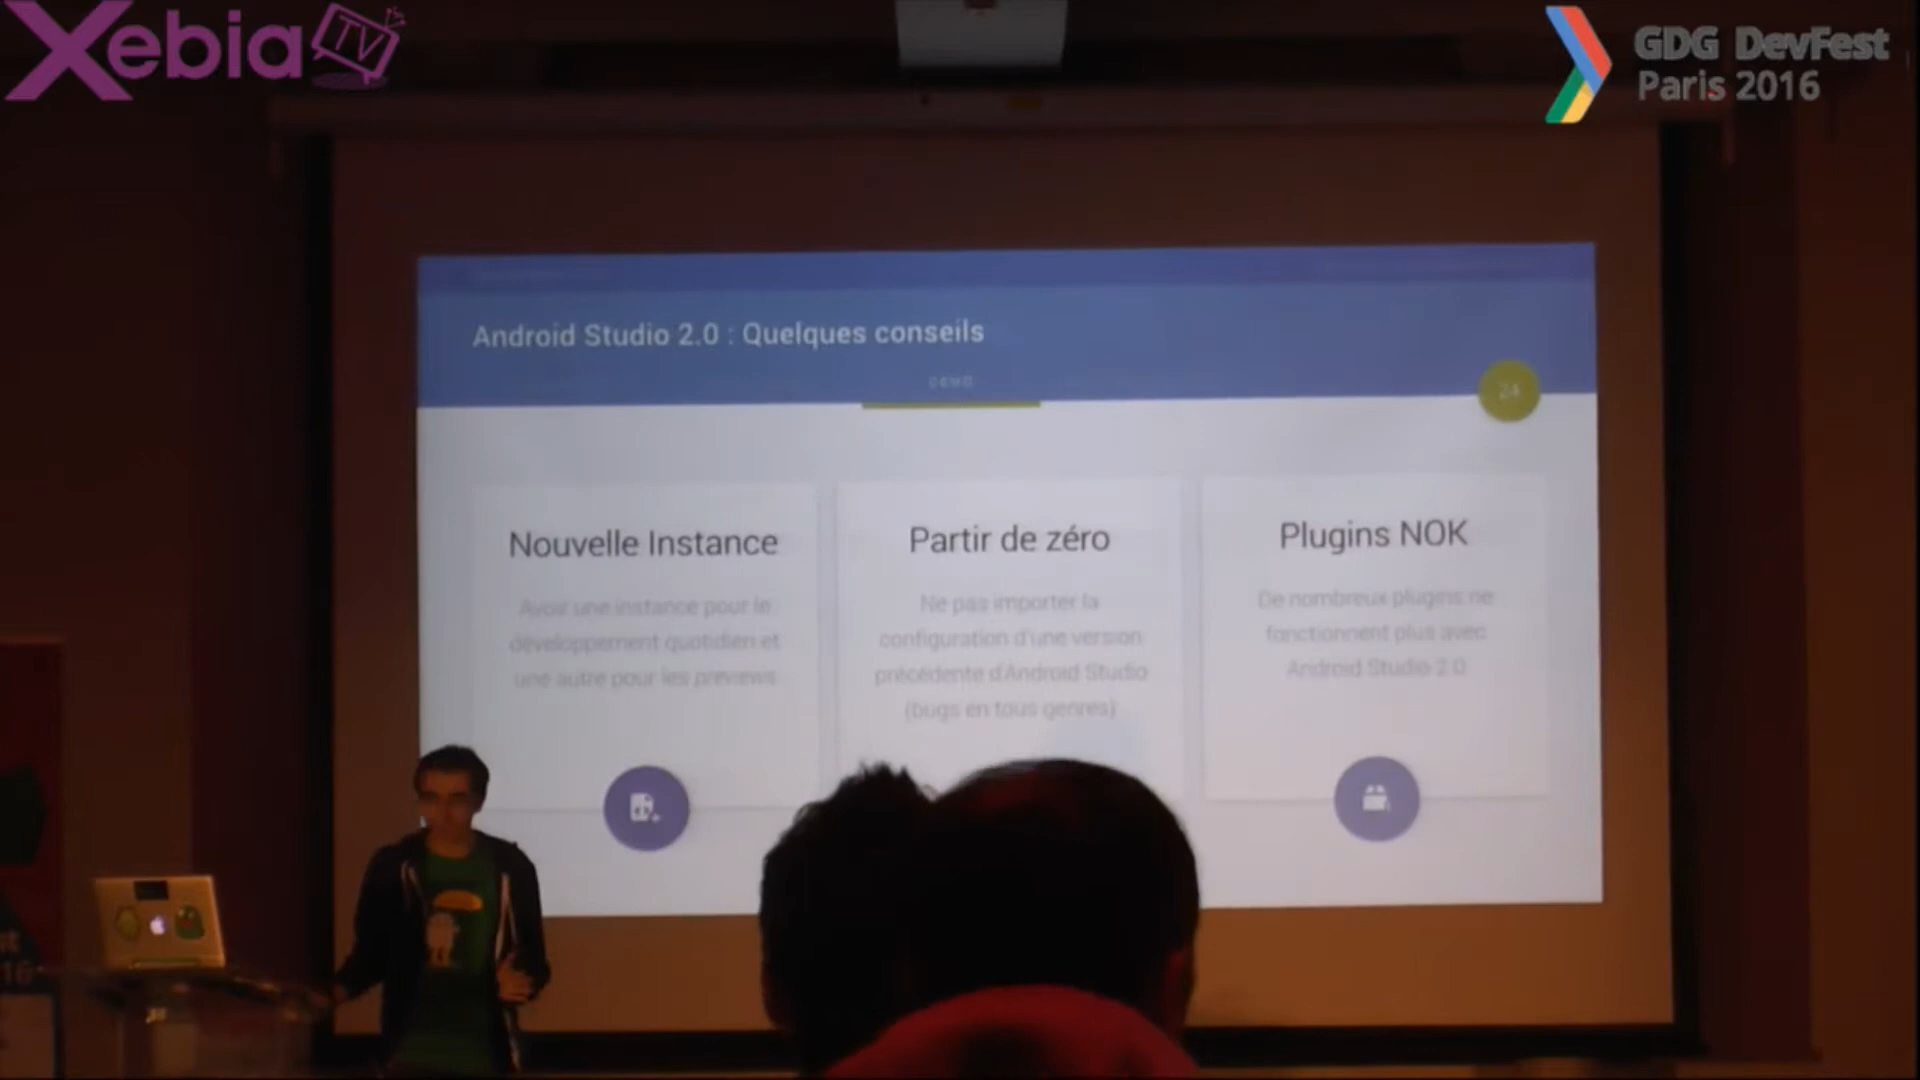 Xebia TV
GDG DevFest
Paris 2016
Android Studio 2.0 : Quelques conseils
DEMO
24
Nouvelle Instance
Avoir une instance pour le
développement quotidien et
une autre pour les previews
Partir de zéro
Ne pas importer la
configuration d'une version
précédente d'Android Studio
(bugs en tous genres)
Plugins NOK
De nombreux plugins ne
fonctionnent plus avec
Android Studio 2.0